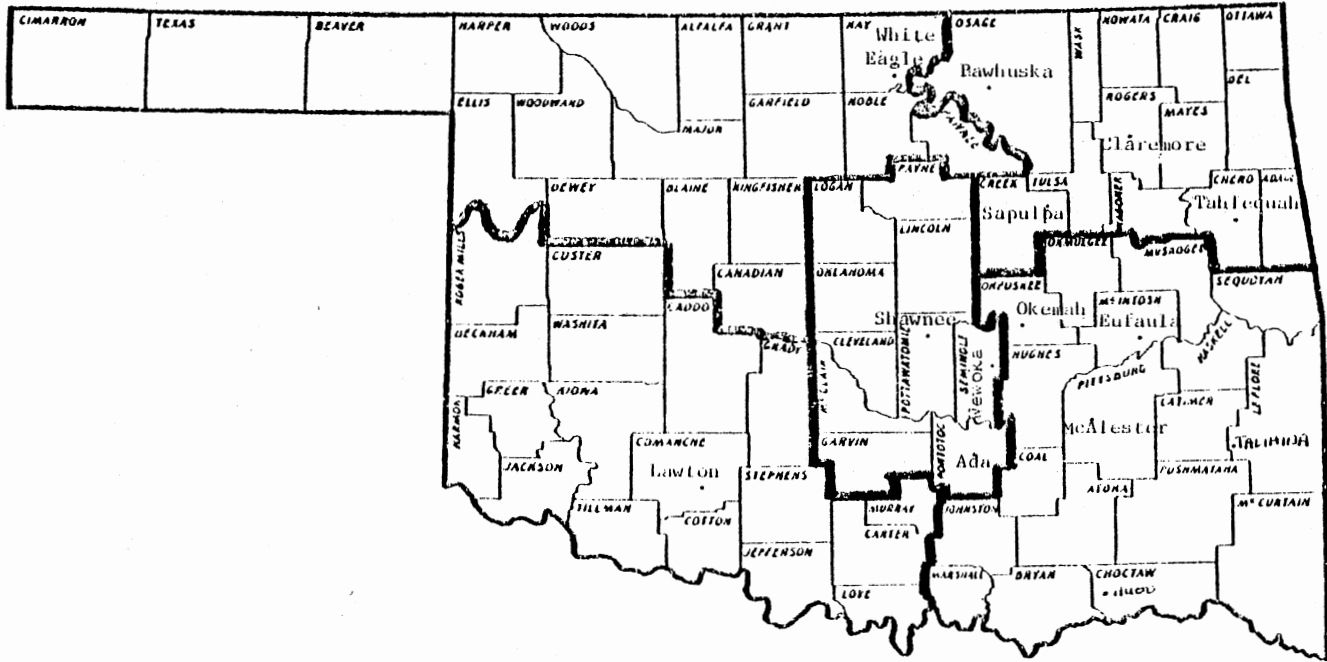 CIMARRON
TEXAS
BEAVER
HARPER
WOODS
ALFALFA
GRANT
KAY
OSAGE
WASH
NOWATA
CRAIG
OTTAWA
White
Eagle
Pawhuska
DEL
ELLIS
WOODWARD
MAJOR
GARFIELD
NOBLE
PAWNEE
ROGERS
MAYES
Claremore
DEWEY
BLAINE
KINGFISHER
LOGAN
PAYNE
CREEK
TULSA
WAGONER
CHERO
ADAIR
Tahlequah
Sapulpa
LINCOLN
ROGER MILLS
CUSTER
CANADIAN
OKLAHOMA
OKMULGEE
MUSKOGEE
SEQUOYAH
OKFUSKEE
McINTOSH
Okemah
Eufaula
BECKHAM
WASHITA
CADDO
GRADY
CLEVELAND
Shawnee
POTTAWATOMIE
SEMINOLE
Wewoka
HUGHES
PITTSBURG
HASKELL
LE FLORE
McCLAIN
GREER
KIOWA
HARMON
JACKSON
COMANCHE
Lawton
STEPHENS
GARVIN
PONTOTOC
Ada
COAL
McAlester
LATIMER
TALIHINA
PUSHMATAHA
ATOKA
McCURTAIN
TILLMAN
COTTON
JEFFERSON
MURRAY
CARTER
JOHNSTON
LOVE
MARSHALL
BRYAN
CHOCTAW